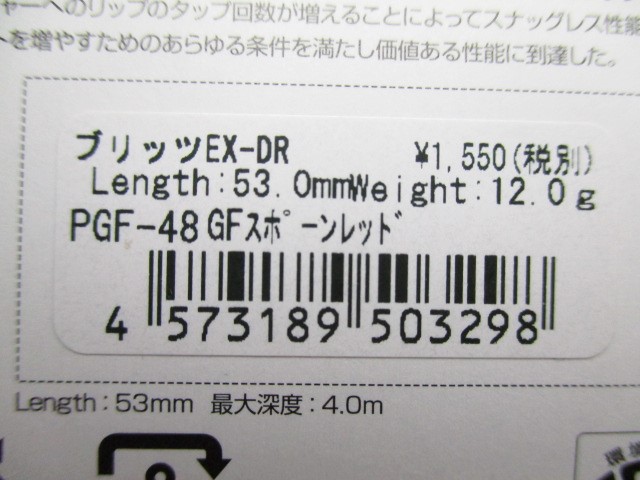 ャーへのリップのタップ回数が増えることによってスナッグレス性能
を増やすためのあらゆる条件を満たし価値ある性能に到達した。
ブリッツEX-DR ¥1,550(税別)
Length:53.0mmWeight:12.0g
PGF-48 GFスポーンレッド
4 573189 503298
Length:53mm 最大深度:4.0m